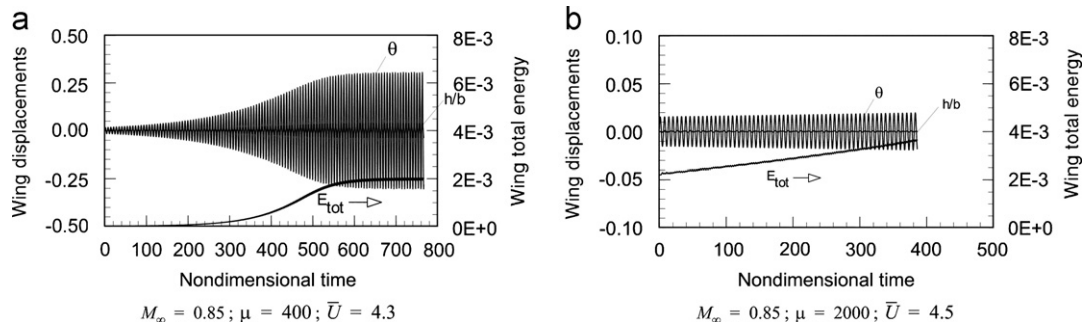 a
Wing displacements
0.50
0.25
0.00
-0.25
-0.50
θ
h/b
E_tot
8E-3
6E-3
4E-3
2E-3
0E+0
Wing total energy
0 100 200 300 400 500 600 700 800
Nondimensional time
M_∞ = 0.85 ; μ = 400 ; U̅ = 4.3
b
Wing displacements
0.10
0.05
0.00
-0.05
-0.10
θ
h/b
E_tot
8E-3
6E-3
4E-3
2E-3
0E+0
Wing total energy
0 100 200 300 400 500
Nondimensional time
M_∞ = 0.85 ; μ = 2000 ; U̅ = 4.5